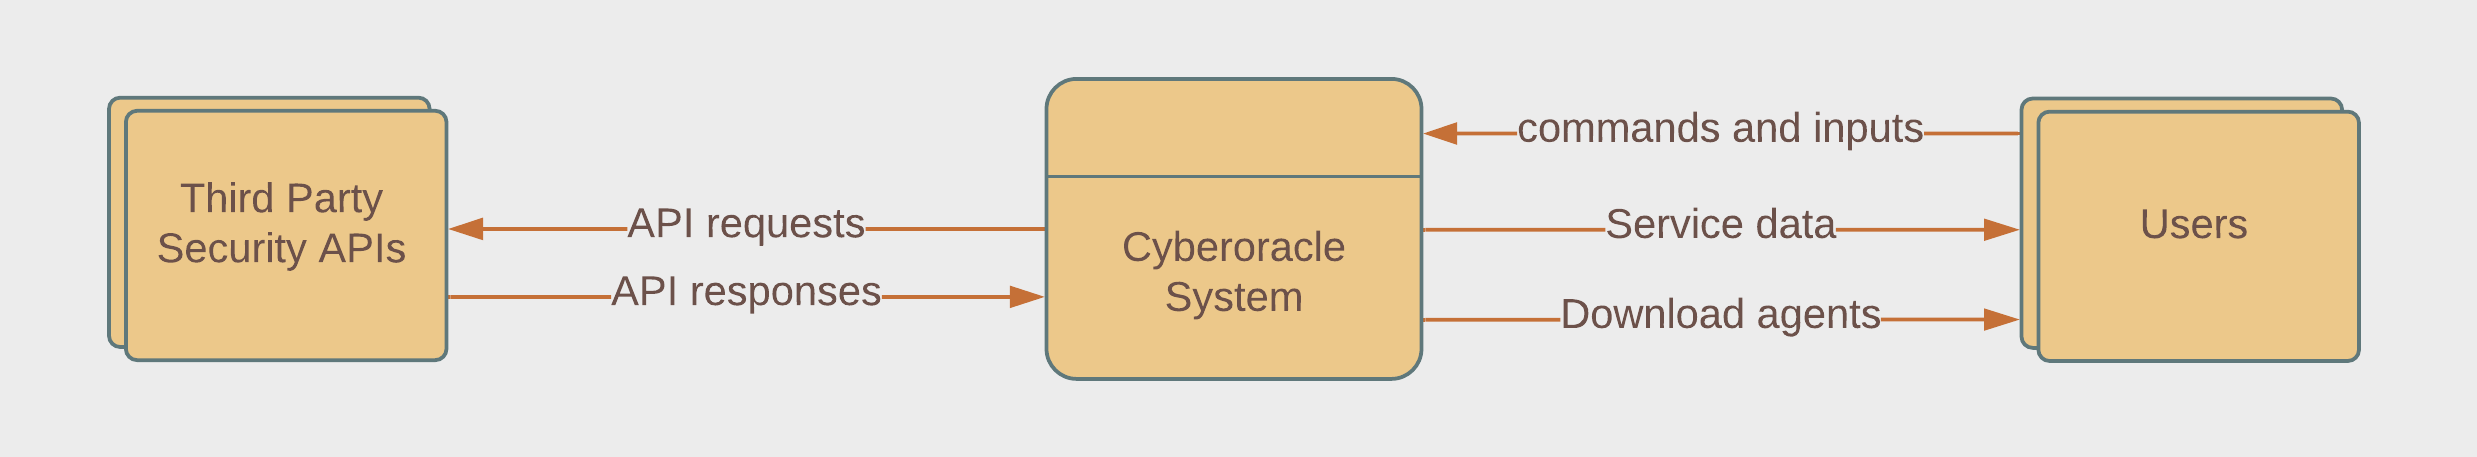 Third Party
Security APIs
API requests
API responses
Cyberoracle
System
commands and inputs
Service data
Download agents
Users